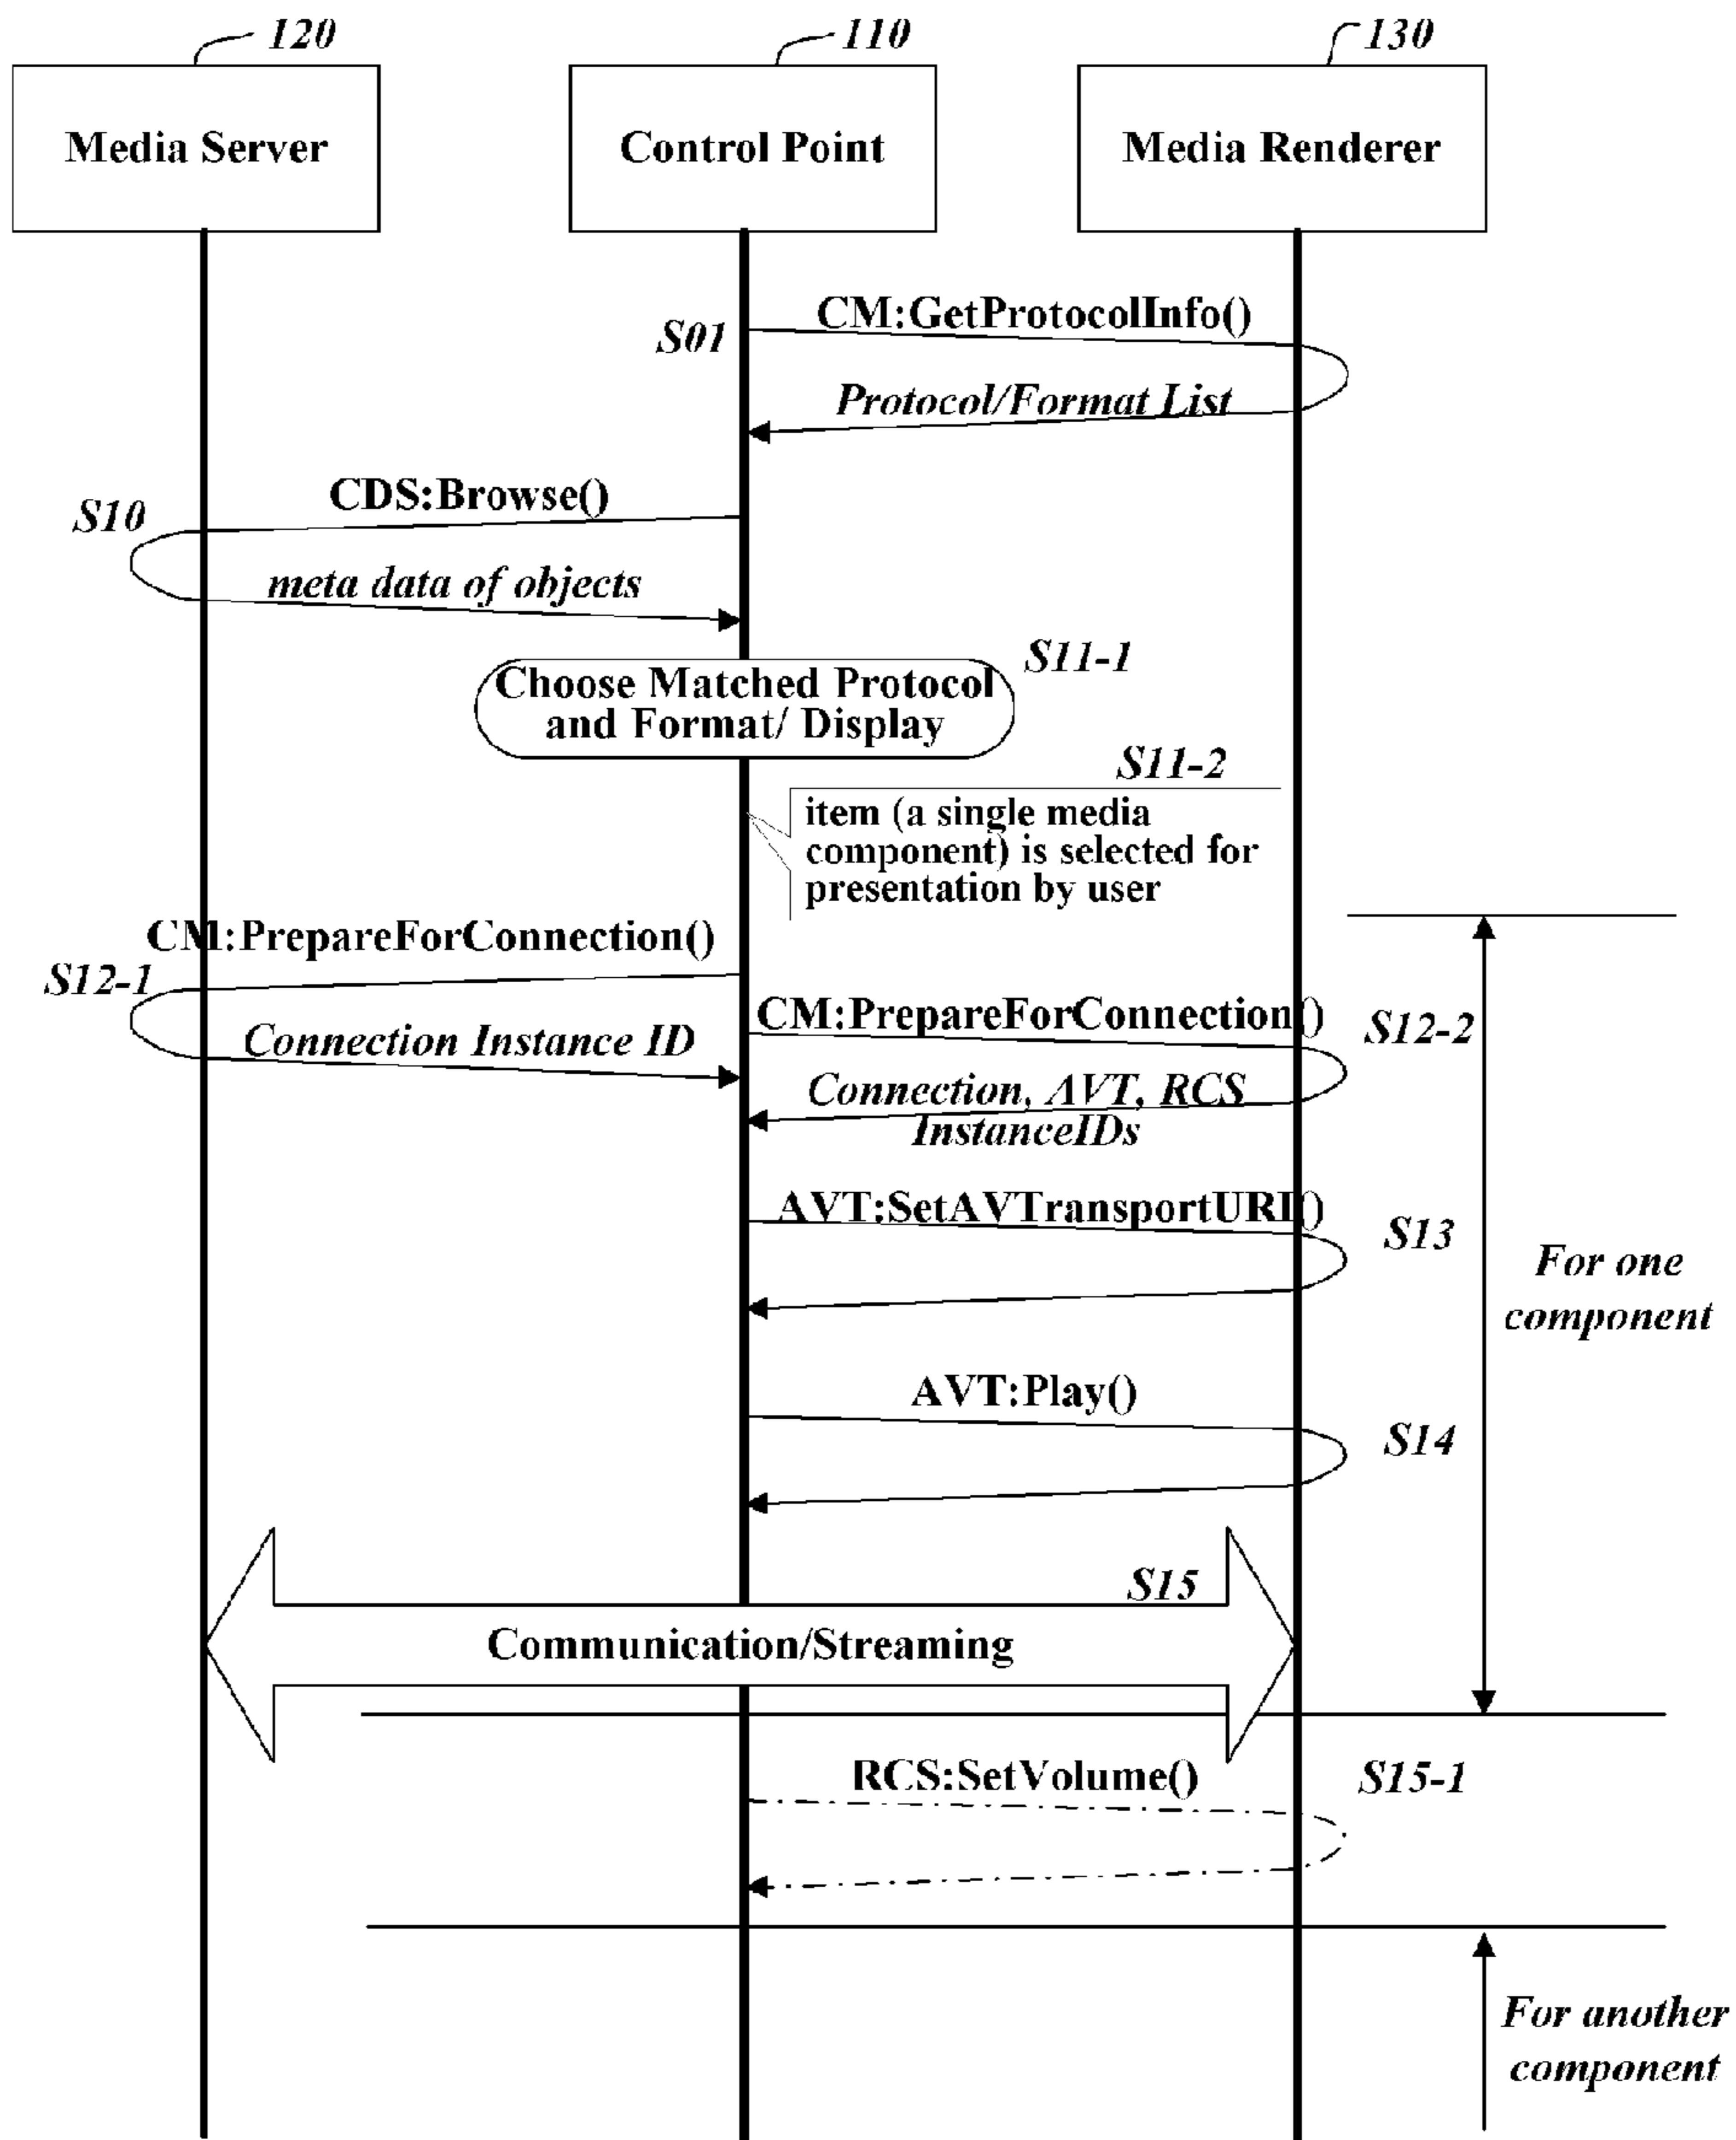 120
110
130
Media Server
Control Point
Media Renderer
CM:GetProtocolInfo()
S01
Protocol/Format List
CDS:Browse()
S10
meta data of objects
S11-1
Choose Matched Protocol
and Format/ Display
S11-2
item (a single media
component) is selected for
presentation by user
CM:PrepareForConnection()
S12-1
CM:PrepareForConnection()
S12-2
Connection Instance ID
Connection, AVT, RCS
InstanceIDs
AVT:SetAVTransportURI()
S13
For one
component
AVT:Play()
S14
S15
Communication/Streaming
RCS:SetVolume()
S15-1
For another
component